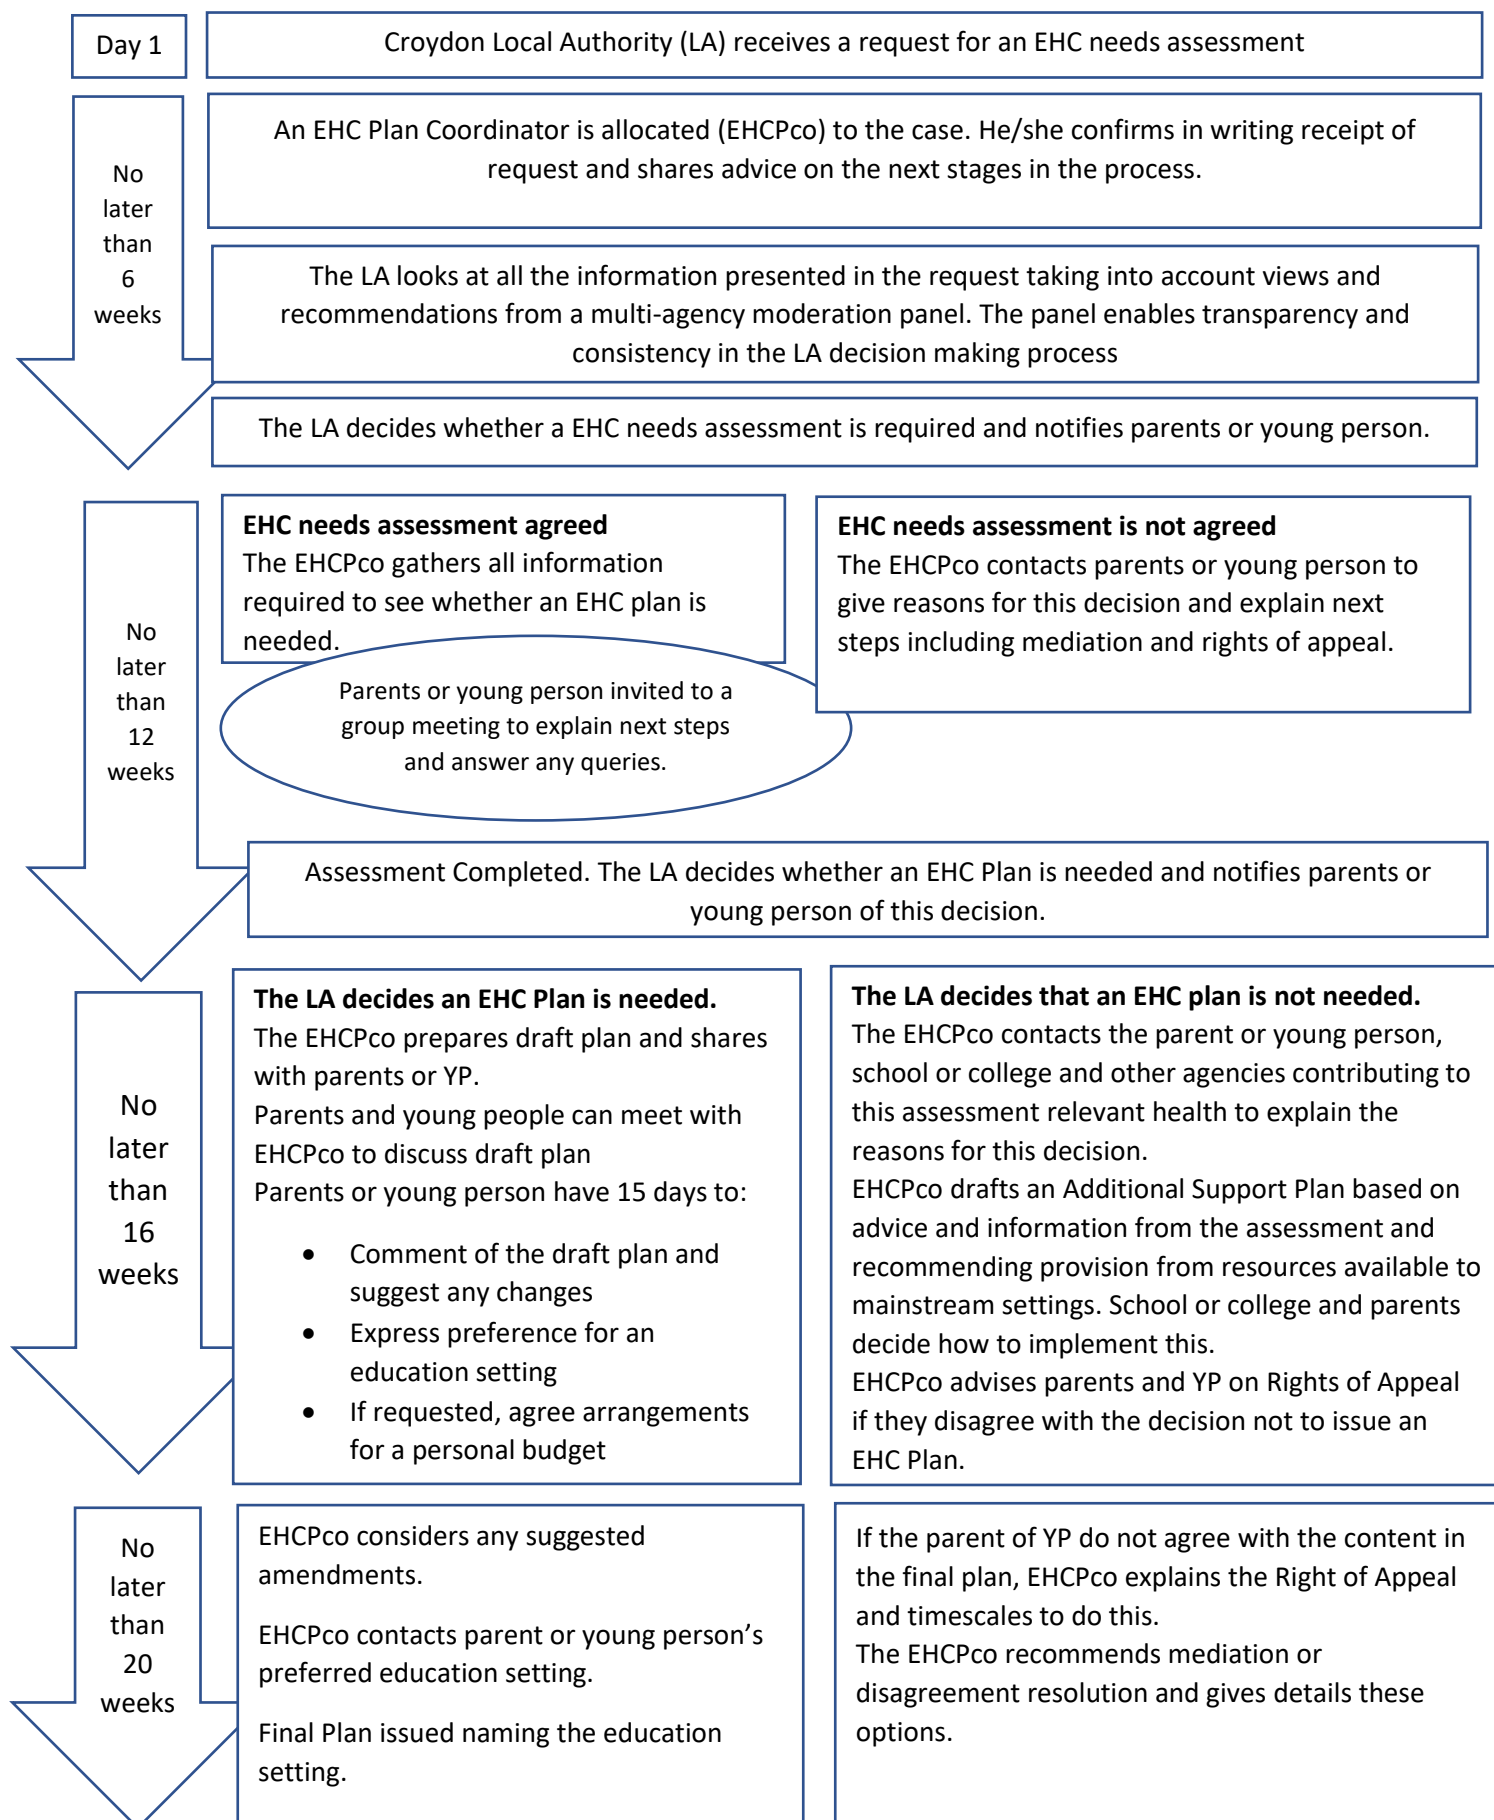 Day 1
Croydon Local Authority (LA) receives a request for an EHC needs assessment
No
later
than
6
weeks
An EHC Plan Coordinator is allocated (EHCPco) to the case. He/she confirms in writing receipt of
request and shares advice on the next stages in the process.
The LA looks at all the information presented in the request taking into account views and
recommendations from a multi-agency moderation panel. The panel enables transparency and
consistency in the LA decision making process
The LA decides whether a EHC needs assessment is required and notifies parents or young person.
No
later
than
12
weeks
EHC needs assessment agreed
The EHCPco gathers all information
required to see whether an EHC plan is
needed.
Parents or young person invited to a
group meeting to explain next steps
and answer any queries.
EHC needs assessment is not agreed
The EHCPco contacts parents or young person to
give reasons for this decision and explain next
steps including mediation and rights of appeal.
Assessment Completed. The LA decides whether an EHC Plan is needed and notifies parents or
young person of this decision.
No
later
than
16
weeks
The LA decides an EHC Plan is needed.
The EHCPco prepares draft plan and shares
with parents or YP.
Parents and young people can meet with
EHCPco to discuss draft plan
Parents or young person have 15 days to:
• Comment of the draft plan and
suggest any changes
• Express preference for an
education setting
• If requested, agree arrangements
for a personal budget
The LA decides that an EHC plan is not needed.
The EHCPco contacts the parent or young person,
school or college and other agencies contributing to
this assessment relevant health to explain the
reasons for this decision.
EHCPco drafts an Additional Support Plan based on
advice and information from the assessment and
recommending provision from resources available to
mainstream settings. School or college and parents
decide how to implement this.
EHCPco advises parents and YP on Rights of Appeal
if they disagree with the decision not to issue an
EHC Plan.
No
later
than
20
weeks
EHCPco considers any suggested
amendments.
EHCPco contacts parent or young person’s
preferred education setting.
Final Plan issued naming the education
setting.
If the parent of YP do not agree with the content in
the final plan, EHCPco explains the Right of Appeal
and timescales to do this.
The EHCPco recommends mediation or
disagreement resolution and gives details these
options.